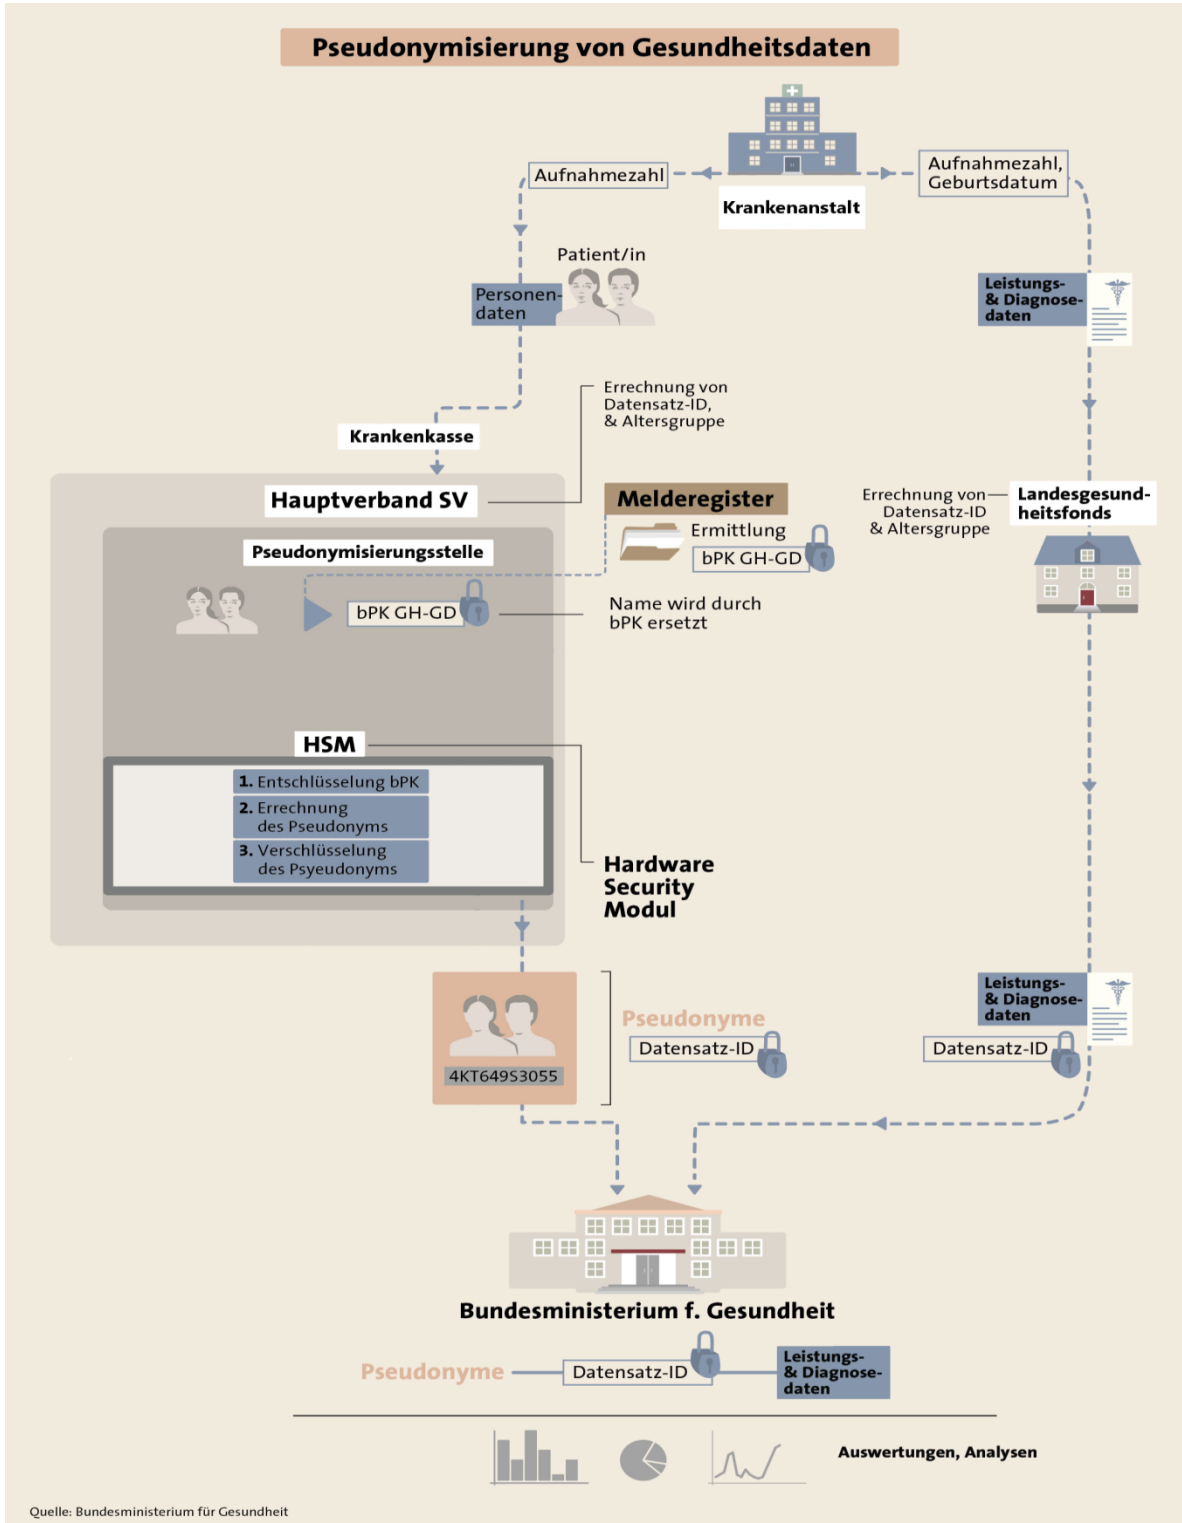 Pseudonymisierung von Gesundheitsdaten
Krankenanstalt
Aufnahmezahl
Aufnahmezahl,
Geburtsdatum
Patient/in
Personen-
daten
Leistungs-
& Diagnose-
daten
Errechnung von
Datensatz-ID,
& Altersgruppe
Krankenkasse
Hauptverband SV
Pseudonymisierungsstelle
bPK GH-GD
Melderegister
Ermittlung
bPK GH-GD
Name wird durch
bPK ersetzt
Errechnung von
Datensatz-ID
& Altersgruppe
Landesgesund-
heitsfonds
HSM
1. Entschlüsselung bPK
2. Errechnung
des Pseudonyms
3. Verschlüsselung
des Psyeudonyms
Hardware
Security
Modul
4KT649S3055
Pseudonyme
Datensatz-ID
Leistungs-
& Diagnose-
daten
Datensatz-ID
Bundesministerium f. Gesundheit
Pseudonyme
Datensatz-ID
Leistungs-
& Diagnose-
daten
Auswertungen, Analysen
Quelle: Bundesministerium für Gesundheit